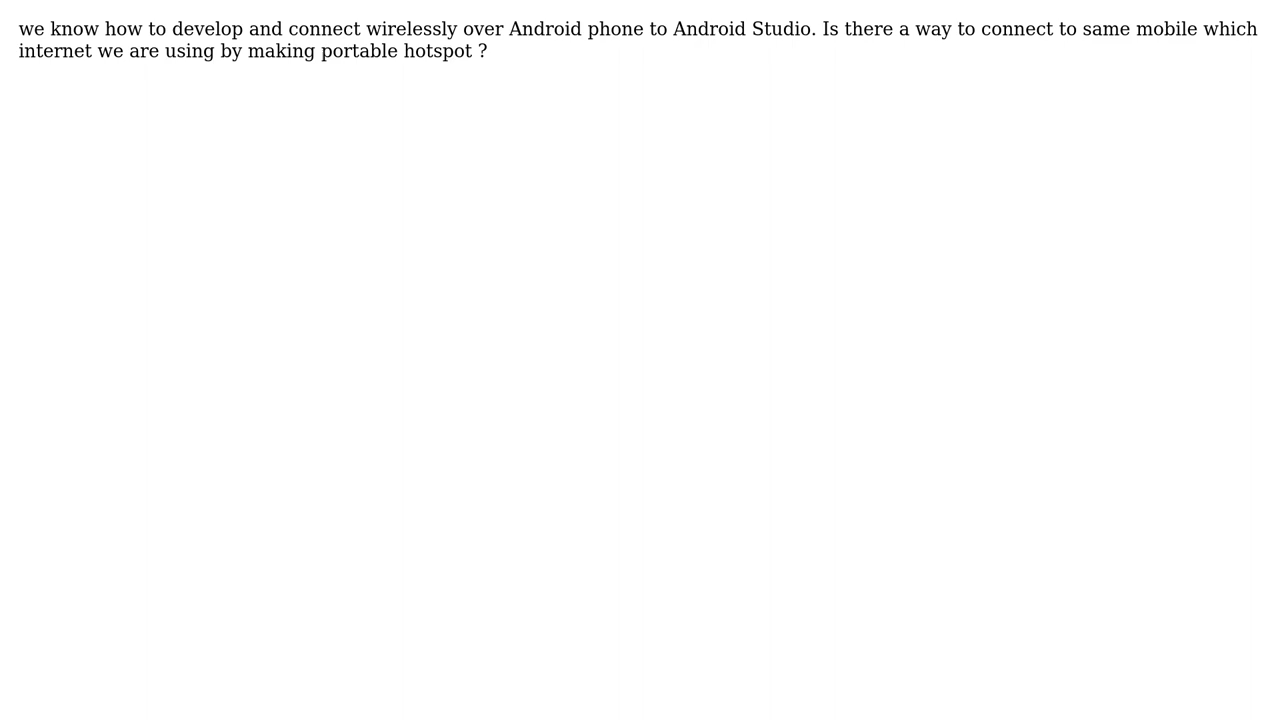 we know how to develop and connect wirelessly over Android phone to Android Studio. Is there a way to connect to same mobile which
internet we are using by making portable hotspot ?